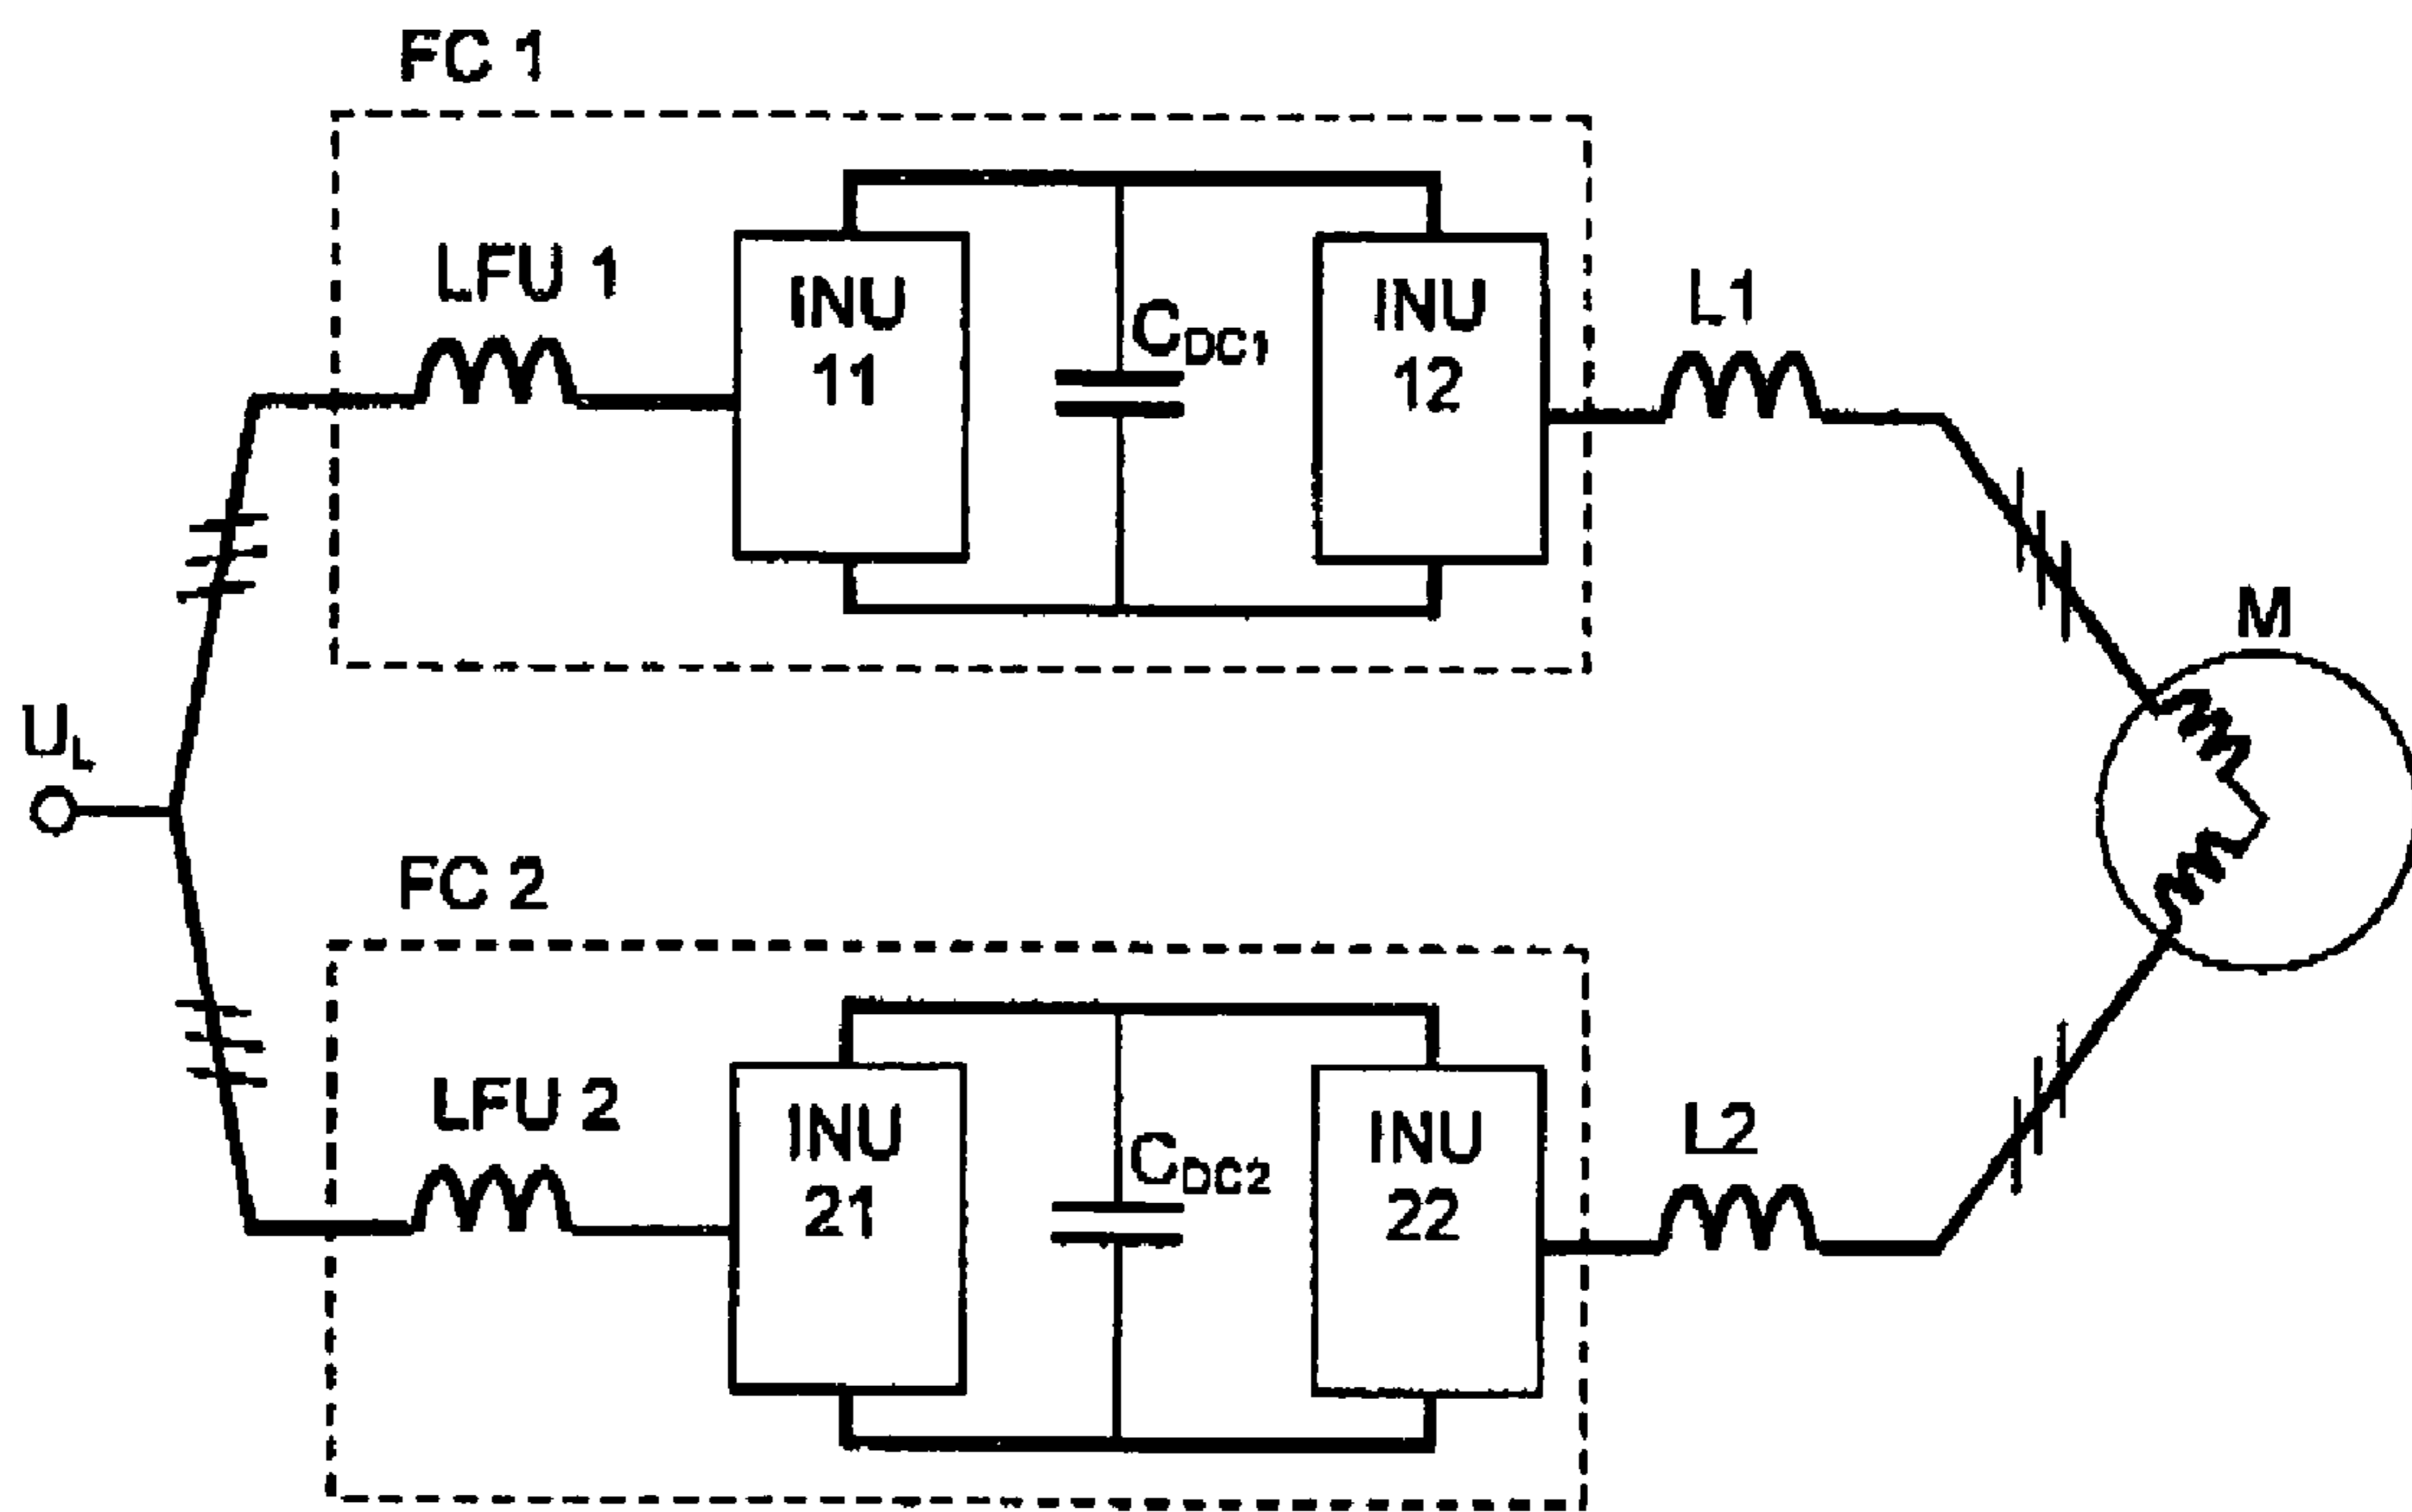 FC 1
LFU 1
INU
11
C_DC1
INU
12
L1
M
U_L
FC 2
LFU 2
INU
21
C_DC2
INU
22
L2